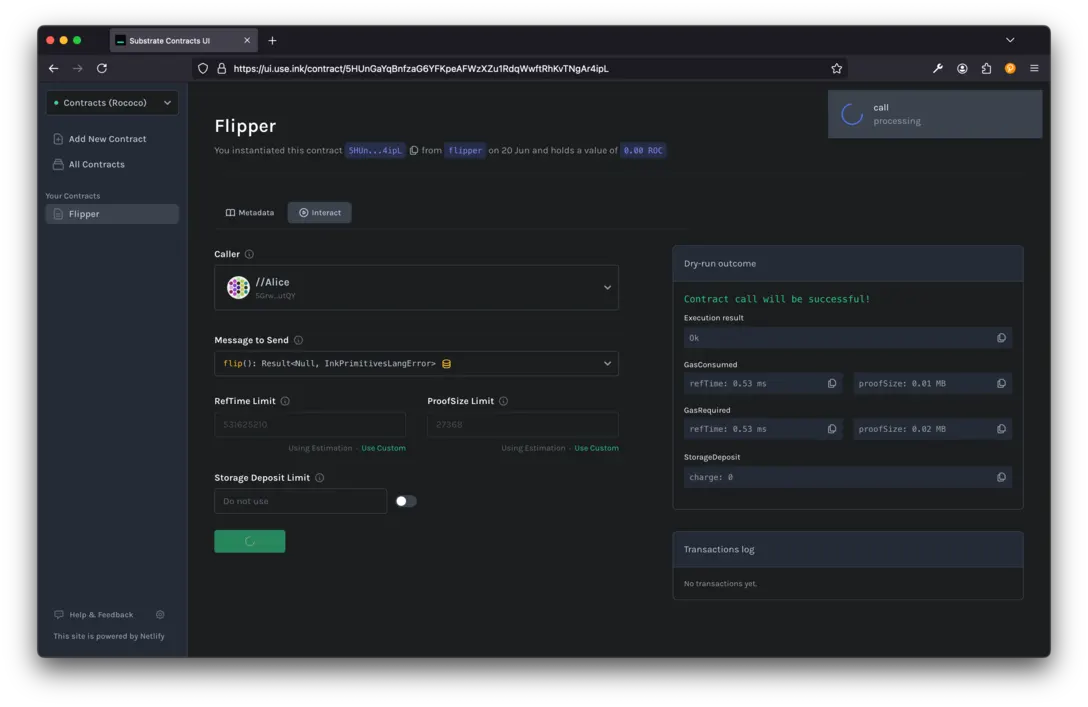 Substrate Contracts UI
https://ui.use.ink/contract/5HUnGaYqBnfzaG6YFKpeAFWzXZu1RdqWwftRhKvTNgAr4ipL
Contracts (Rococo)
Add New Contract
All Contracts
Your Contracts
Flipper
Help & Feedback
This site is powered by Netlify
call
processing
Flipper
You instantiated this contract 5HUn...4ipL from flipper on 20 Jun and holds a value of 0.00 ROC
Metadata
Interact
Caller
//Alice
5Grw...utQY
Message to Send
flip(): Result<Null, InkPrimitivesLangError>
RefTime Limit
531625210
Using Estimation · Use Custom
ProofSize Limit
27368
Using Estimation · Use Custom
Storage Deposit Limit
Do not use
Dry-run outcome
Contract call will be successful!
Execution result
Ok
GasConsumed
refTime: 0.53 ms
proofSize: 0.01 MB
GasRequired
refTime: 0.53 ms
proofSize: 0.02 MB
StorageDeposit
charge: 0
Transactions log
No transactions yet.